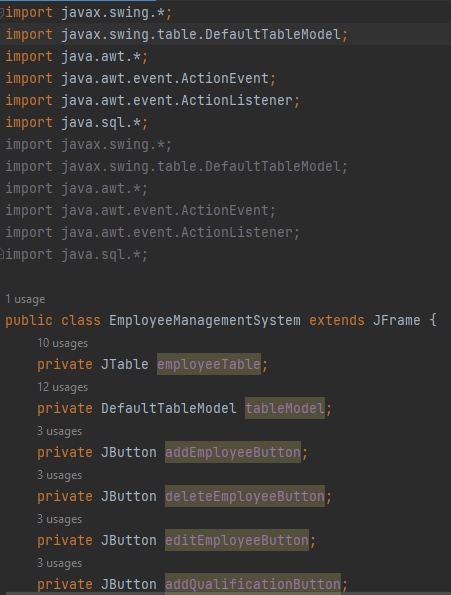 import javax.swing.*;
import javax.swing.table.DefaultTableModel;
import java.awt.*;
import java.awt.event.ActionEvent;
import java.awt.event.ActionListener;
import java.sql.*;
import javax.swing.*;
import javax.swing.table.DefaultTableModel;
import java.awt.*;
import java.awt.event.ActionEvent;
import java.awt.event.ActionListener;
import java.sql.*;
1 usage
public class EmployeeManagementSystem extends JFrame {
10 usages
private JTable employeeTable;
12 usages
private DefaultTableModel tableModel;
3 usages
private JButton addEmployeeButton;
3 usages
private JButton deleteEmployeeButton;
3 usages
private JButton editEmployeeButton;
3 usages
private JButton addQualificationButton;